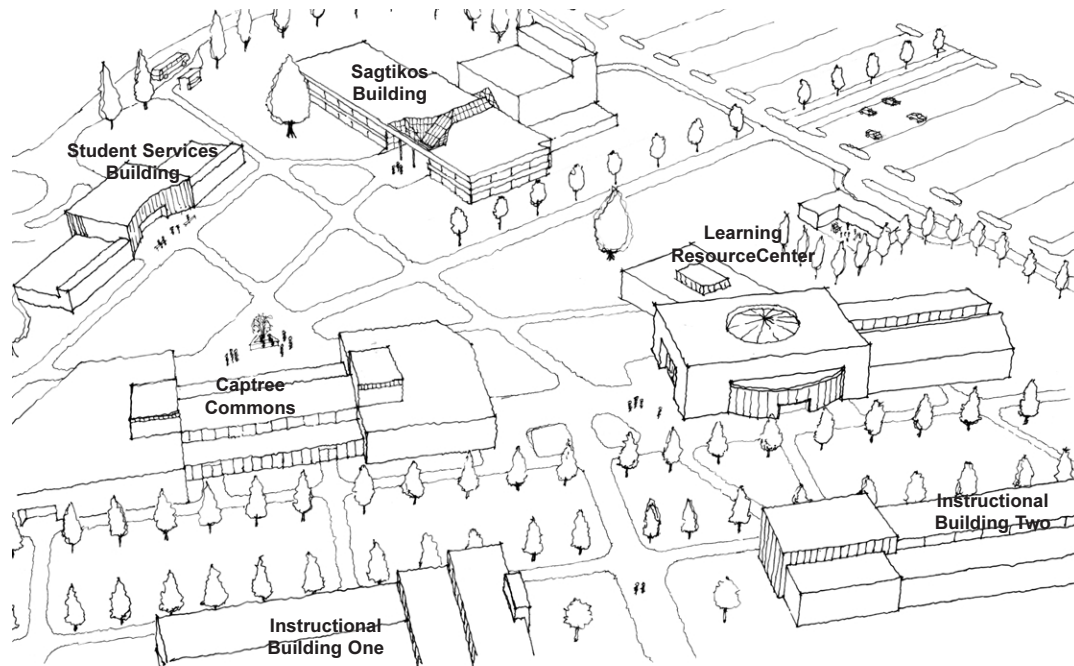 Sagtikos
Building
Student Services
Building
Learning
ResourceCenter
Captree
Commons
Instructional
Building Two
Instructional
Building One